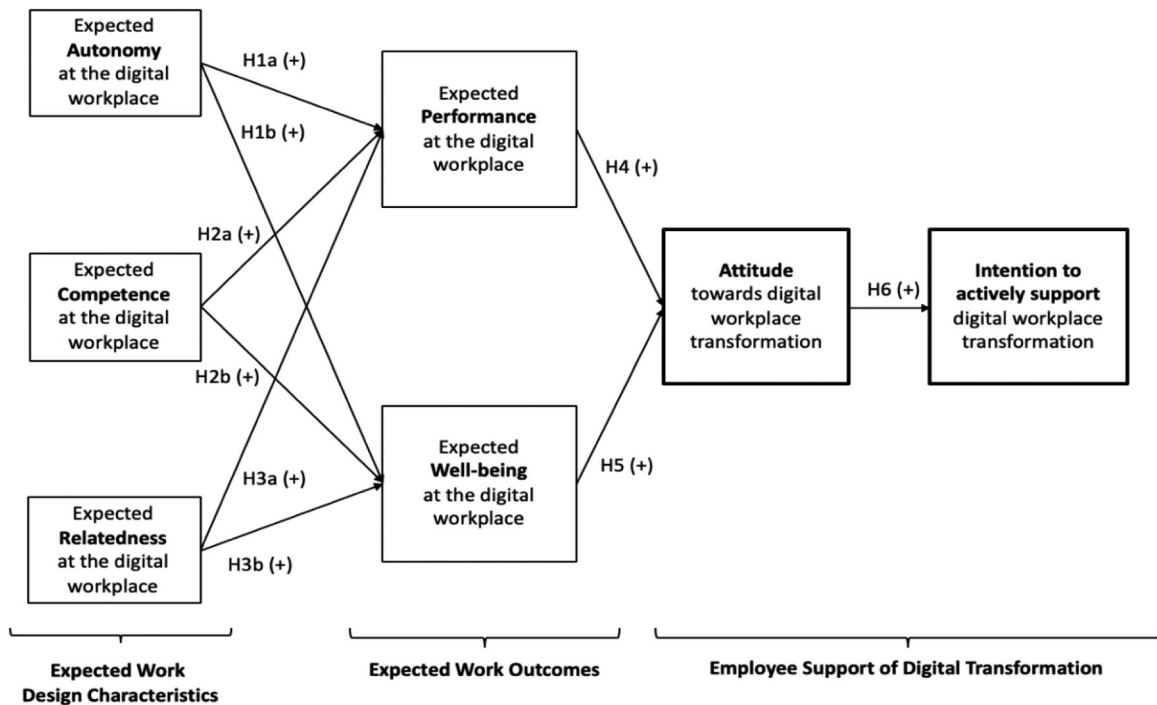 Expected
Autonomy
at the digital
workplace
H1a (+)
H1b (+)
Expected
Performance
at the digital
workplace
H4 (+)
H2a (+)
Expected
Competence
at the digital
workplace
H2b (+)
Attitude
towards digital
workplace
transformation
H6 (+)
Intention to
actively support
digital workplace
transformation
Expected
Well-being
at the digital
workplace
H5 (+)
H3a (+)
Expected
Relatedness
at the digital
workplace
H3b (+)
Expected Work
Design Characteristics
Expected Work Outcomes
Employee Support of Digital Transformation